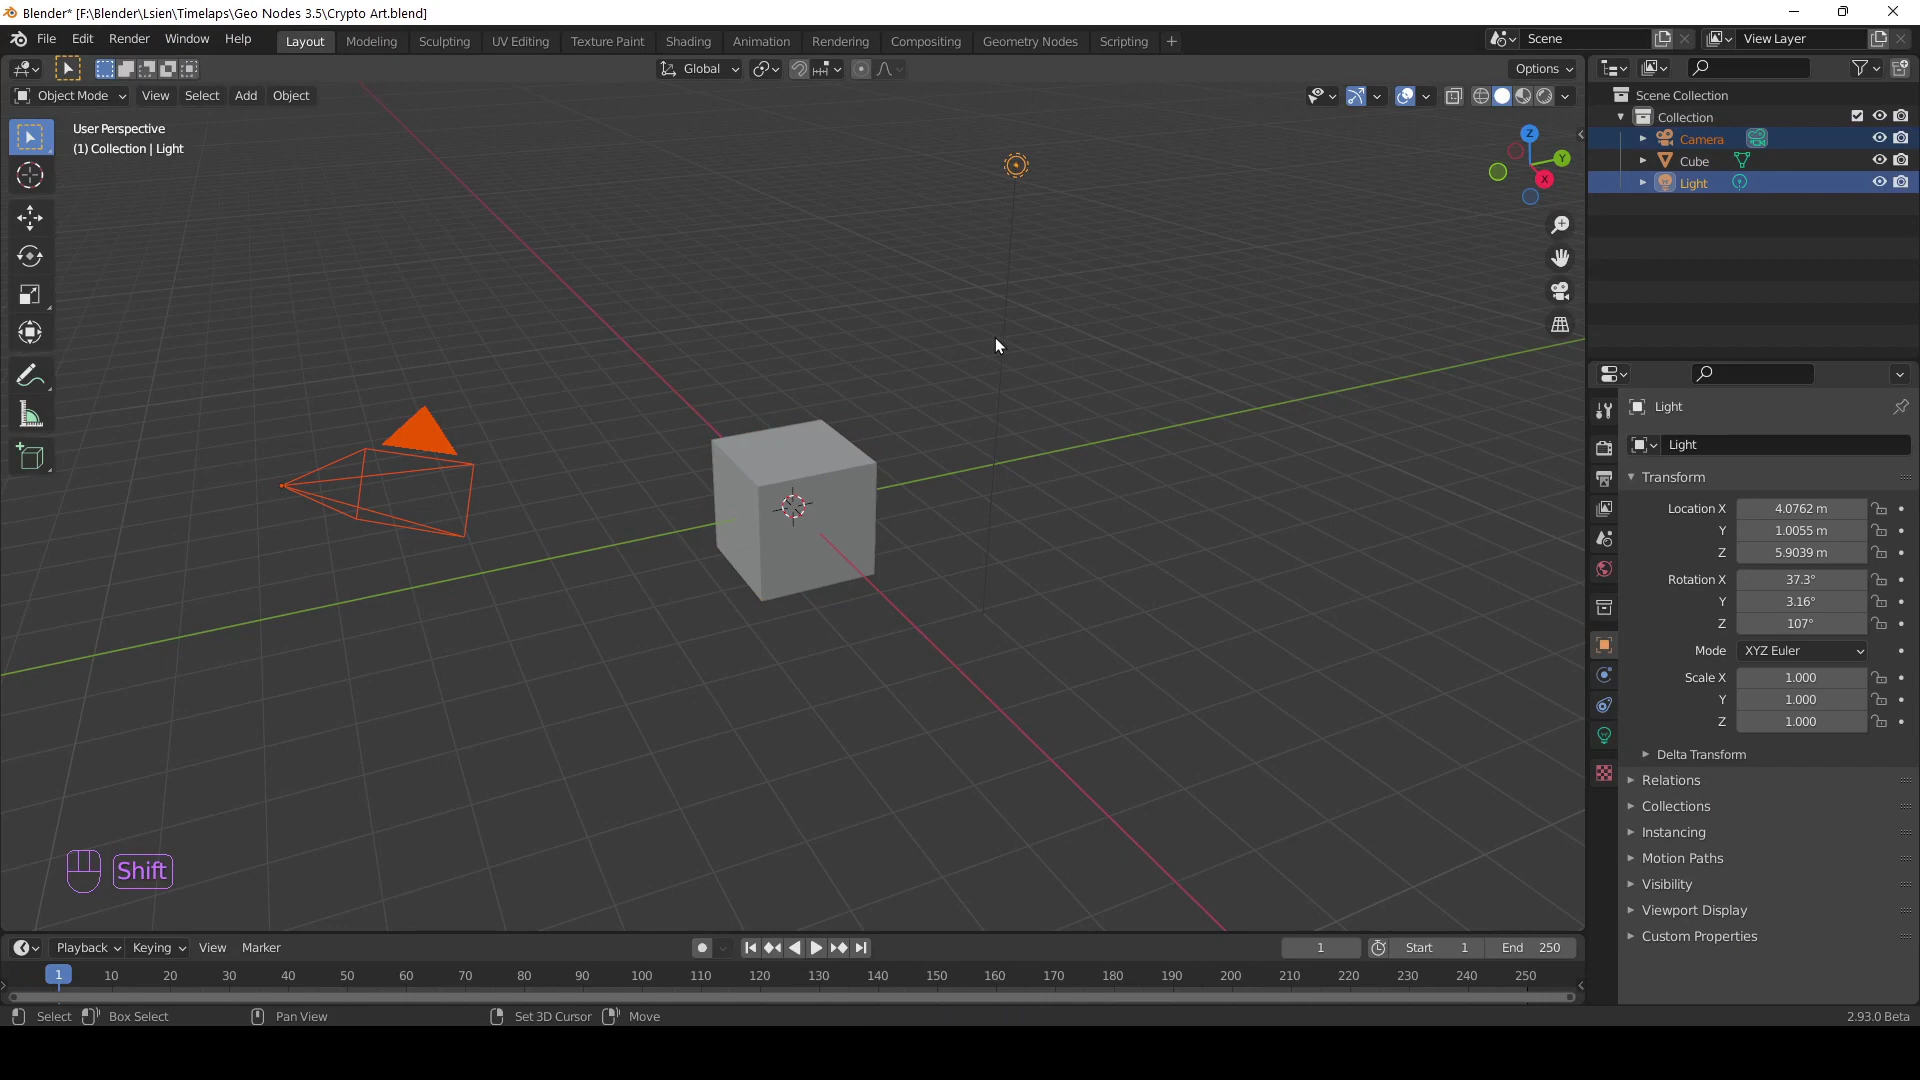 Blender* [F:\Blender\Lsien\Timelaps\Geo Nodes 3.5\Crypto Art.blend]
File Edit Render Window Help Layout Modeling Sculpting UV Editing Texture Paint Shading Animation Rendering Compositing Geometry Nodes Scripting + Scene View Layer
Global Options
Object Mode View Select Add Object
User Perspective
(1) Collection | Light
Z
Y
X
Scene Collection
Collection
Camera
Cube
Light
Light
Light
Transform
Location X 4.0762 m
Y 1.0055 m
Z 5.9039 m
Rotation X 37.3°
Y 3.16°
Z 107°
Mode XYZ Euler
Scale X 1.000
Y 1.000
Z 1.000
Delta Transform
Relations
Collections
Instancing
Motion Paths
Visibility
Viewport Display
Custom Properties
Shift
Playback Keying View Marker 1 Start 1 End 250
1 10 20 30 40 50 60 70 80 90 100 110 120 130 140 150 160 170 180 190 200 210 220 230 240 250
Select Box Select Pan View Set 3D Cursor Move 2.93.0 Beta